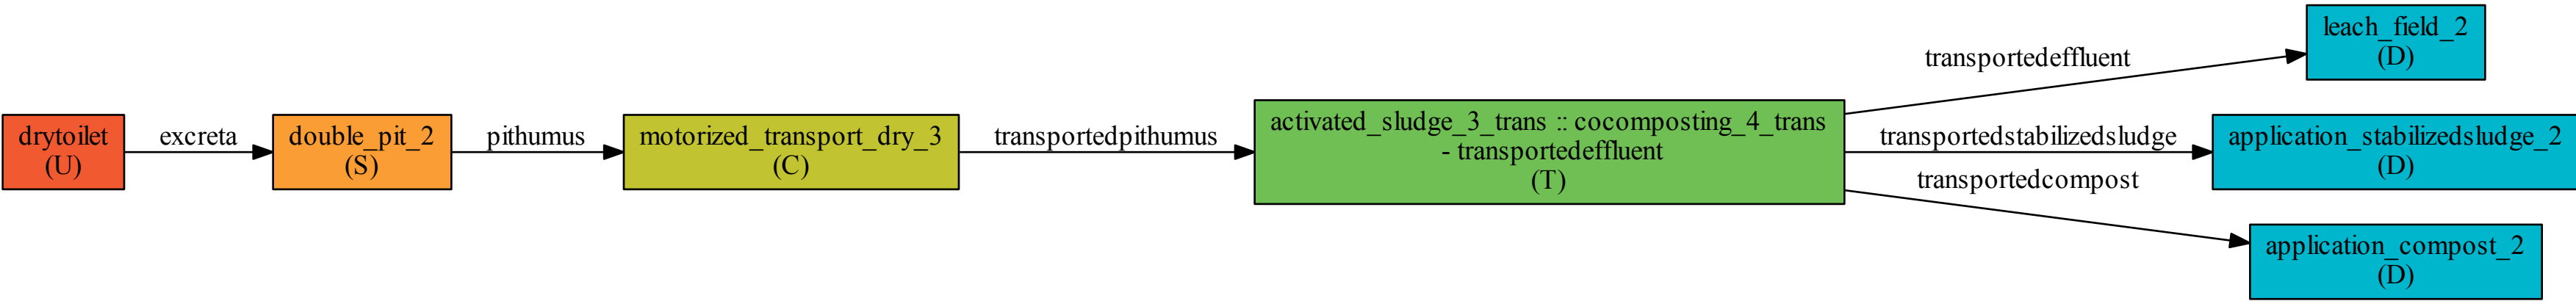 drytoilet
(U)
excreta
double_pit_2
(S)
pithumus
motorized_transport_dry_3
(C)
transportedpithumus
activated_sludge_3_trans :: cocomposting_4_trans
- transportedeffluent
(T)
transportedeffluent
leach_field_2
(D)
transportedstabilizedsludge
application_stabilizedsludge_2
(D)
transportedcompost
application_compost_2
(D)